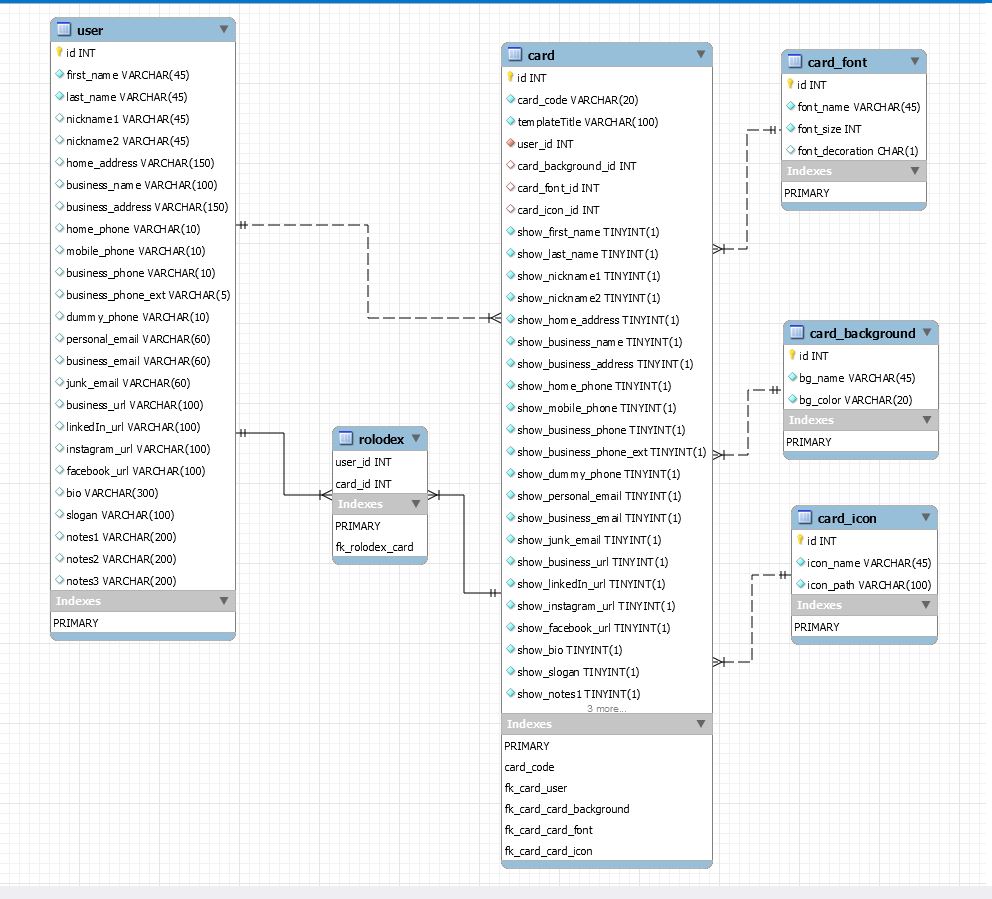 user
id INT
first_name VARCHAR(45)
last_name VARCHAR(45)
nickname1 VARCHAR(45)
nickname2 VARCHAR(45)
home_address VARCHAR(150)
business_name VARCHAR(100)
business_address VARCHAR(150)
home_phone VARCHAR(10)
mobile_phone VARCHAR(10)
business_phone VARCHAR(10)
business_phone_ext VARCHAR(5)
dummy_phone VARCHAR(10)
personal_email VARCHAR(60)
business_email VARCHAR(60)
junk_email VARCHAR(60)
business_url VARCHAR(100)
linkedIn_url VARCHAR(100)
instagram_url VARCHAR(100)
facebook_url VARCHAR(100)
bio VARCHAR(300)
slogan VARCHAR(100)
notes1 VARCHAR(200)
notes2 VARCHAR(200)
notes3 VARCHAR(200)
Indexes
PRIMARY
rolodex
user_id INT
card_id INT
Indexes
PRIMARY
fk_rolodex_card
card
id INT
card_code VARCHAR(20)
templateTitle VARCHAR(100)
user_id INT
card_background_id INT
card_font_id INT
card_icon_id INT
show_first_name TINYINT(1)
show_last_name TINYINT(1)
show_nickname1 TINYINT(1)
show_nickname2 TINYINT(1)
show_home_address TINYINT(1)
show_business_name TINYINT(1)
show_business_address TINYINT(1)
show_home_phone TINYINT(1)
show_mobile_phone TINYINT(1)
show_business_phone TINYINT(1)
show_business_phone_ext TINYINT(1)
show_dummy_phone TINYINT(1)
show_personal_email TINYINT(1)
show_business_email TINYINT(1)
show_junk_email TINYINT(1)
show_business_url TINYINT(1)
show_linkedIn_url TINYINT(1)
show_instagram_url TINYINT(1)
show_facebook_url TINYINT(1)
show_bio TINYINT(1)
show_slogan TINYINT(1)
show_notes1 TINYINT(1)
3 more...
Indexes
PRIMARY
card_code
fk_card_user
fk_card_card_background
fk_card_card_font
fk_card_card_icon
card_font
id INT
font_name VARCHAR(45)
font_size INT
font_decoration CHAR(1)
Indexes
PRIMARY
card_background
id INT
bg_name VARCHAR(45)
bg_color VARCHAR(20)
Indexes
PRIMARY
card_icon
id INT
icon_name VARCHAR(45)
icon_path VARCHAR(100)
Indexes
PRIMARY